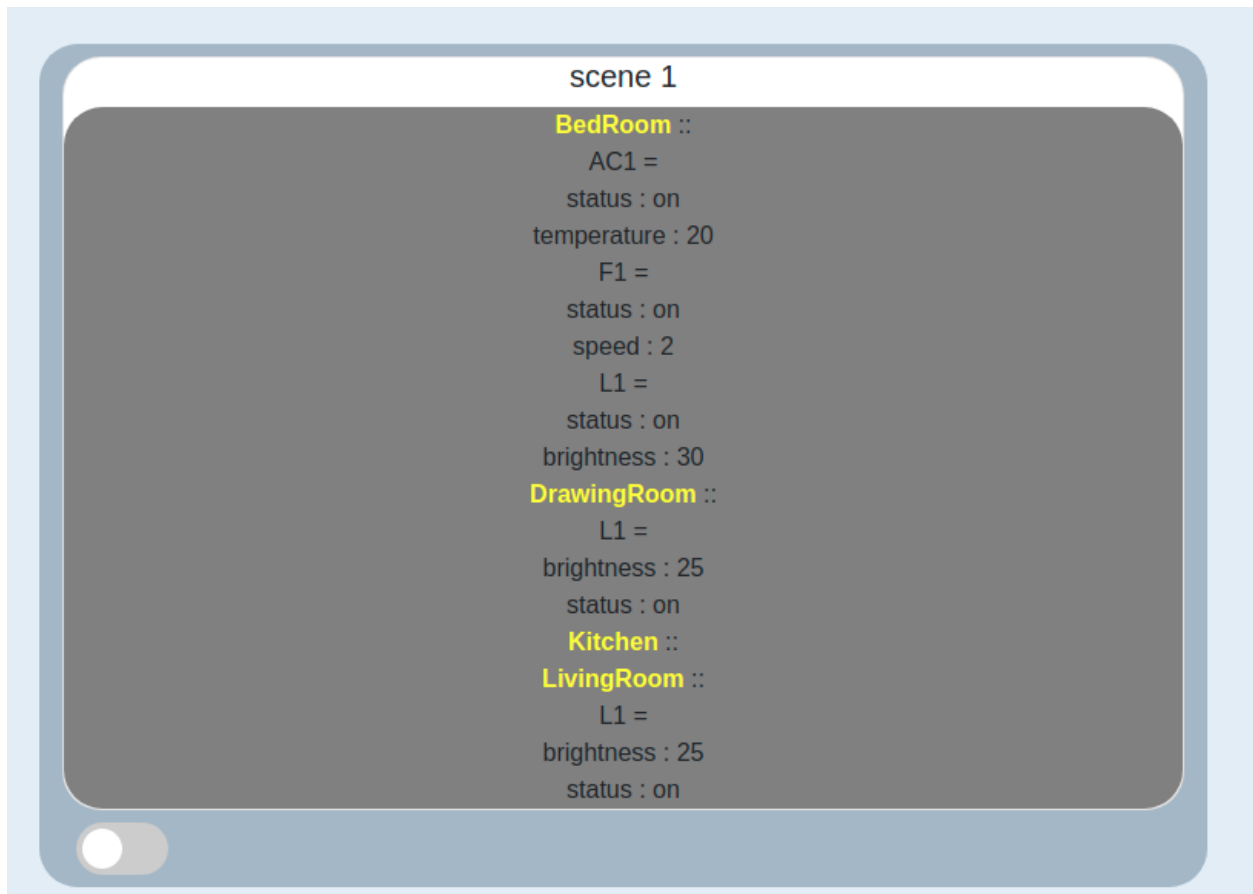 scene 1
BedRoom ::
AC1 =
status : on
temperature : 20
F1 =
status : on
speed : 2
L1 =
status : on
brightness : 30
DrawingRoom ::
L1 =
brightness : 25
status : on
Kitchen ::
LivingRoom ::
L1 =
brightness : 25
status : on